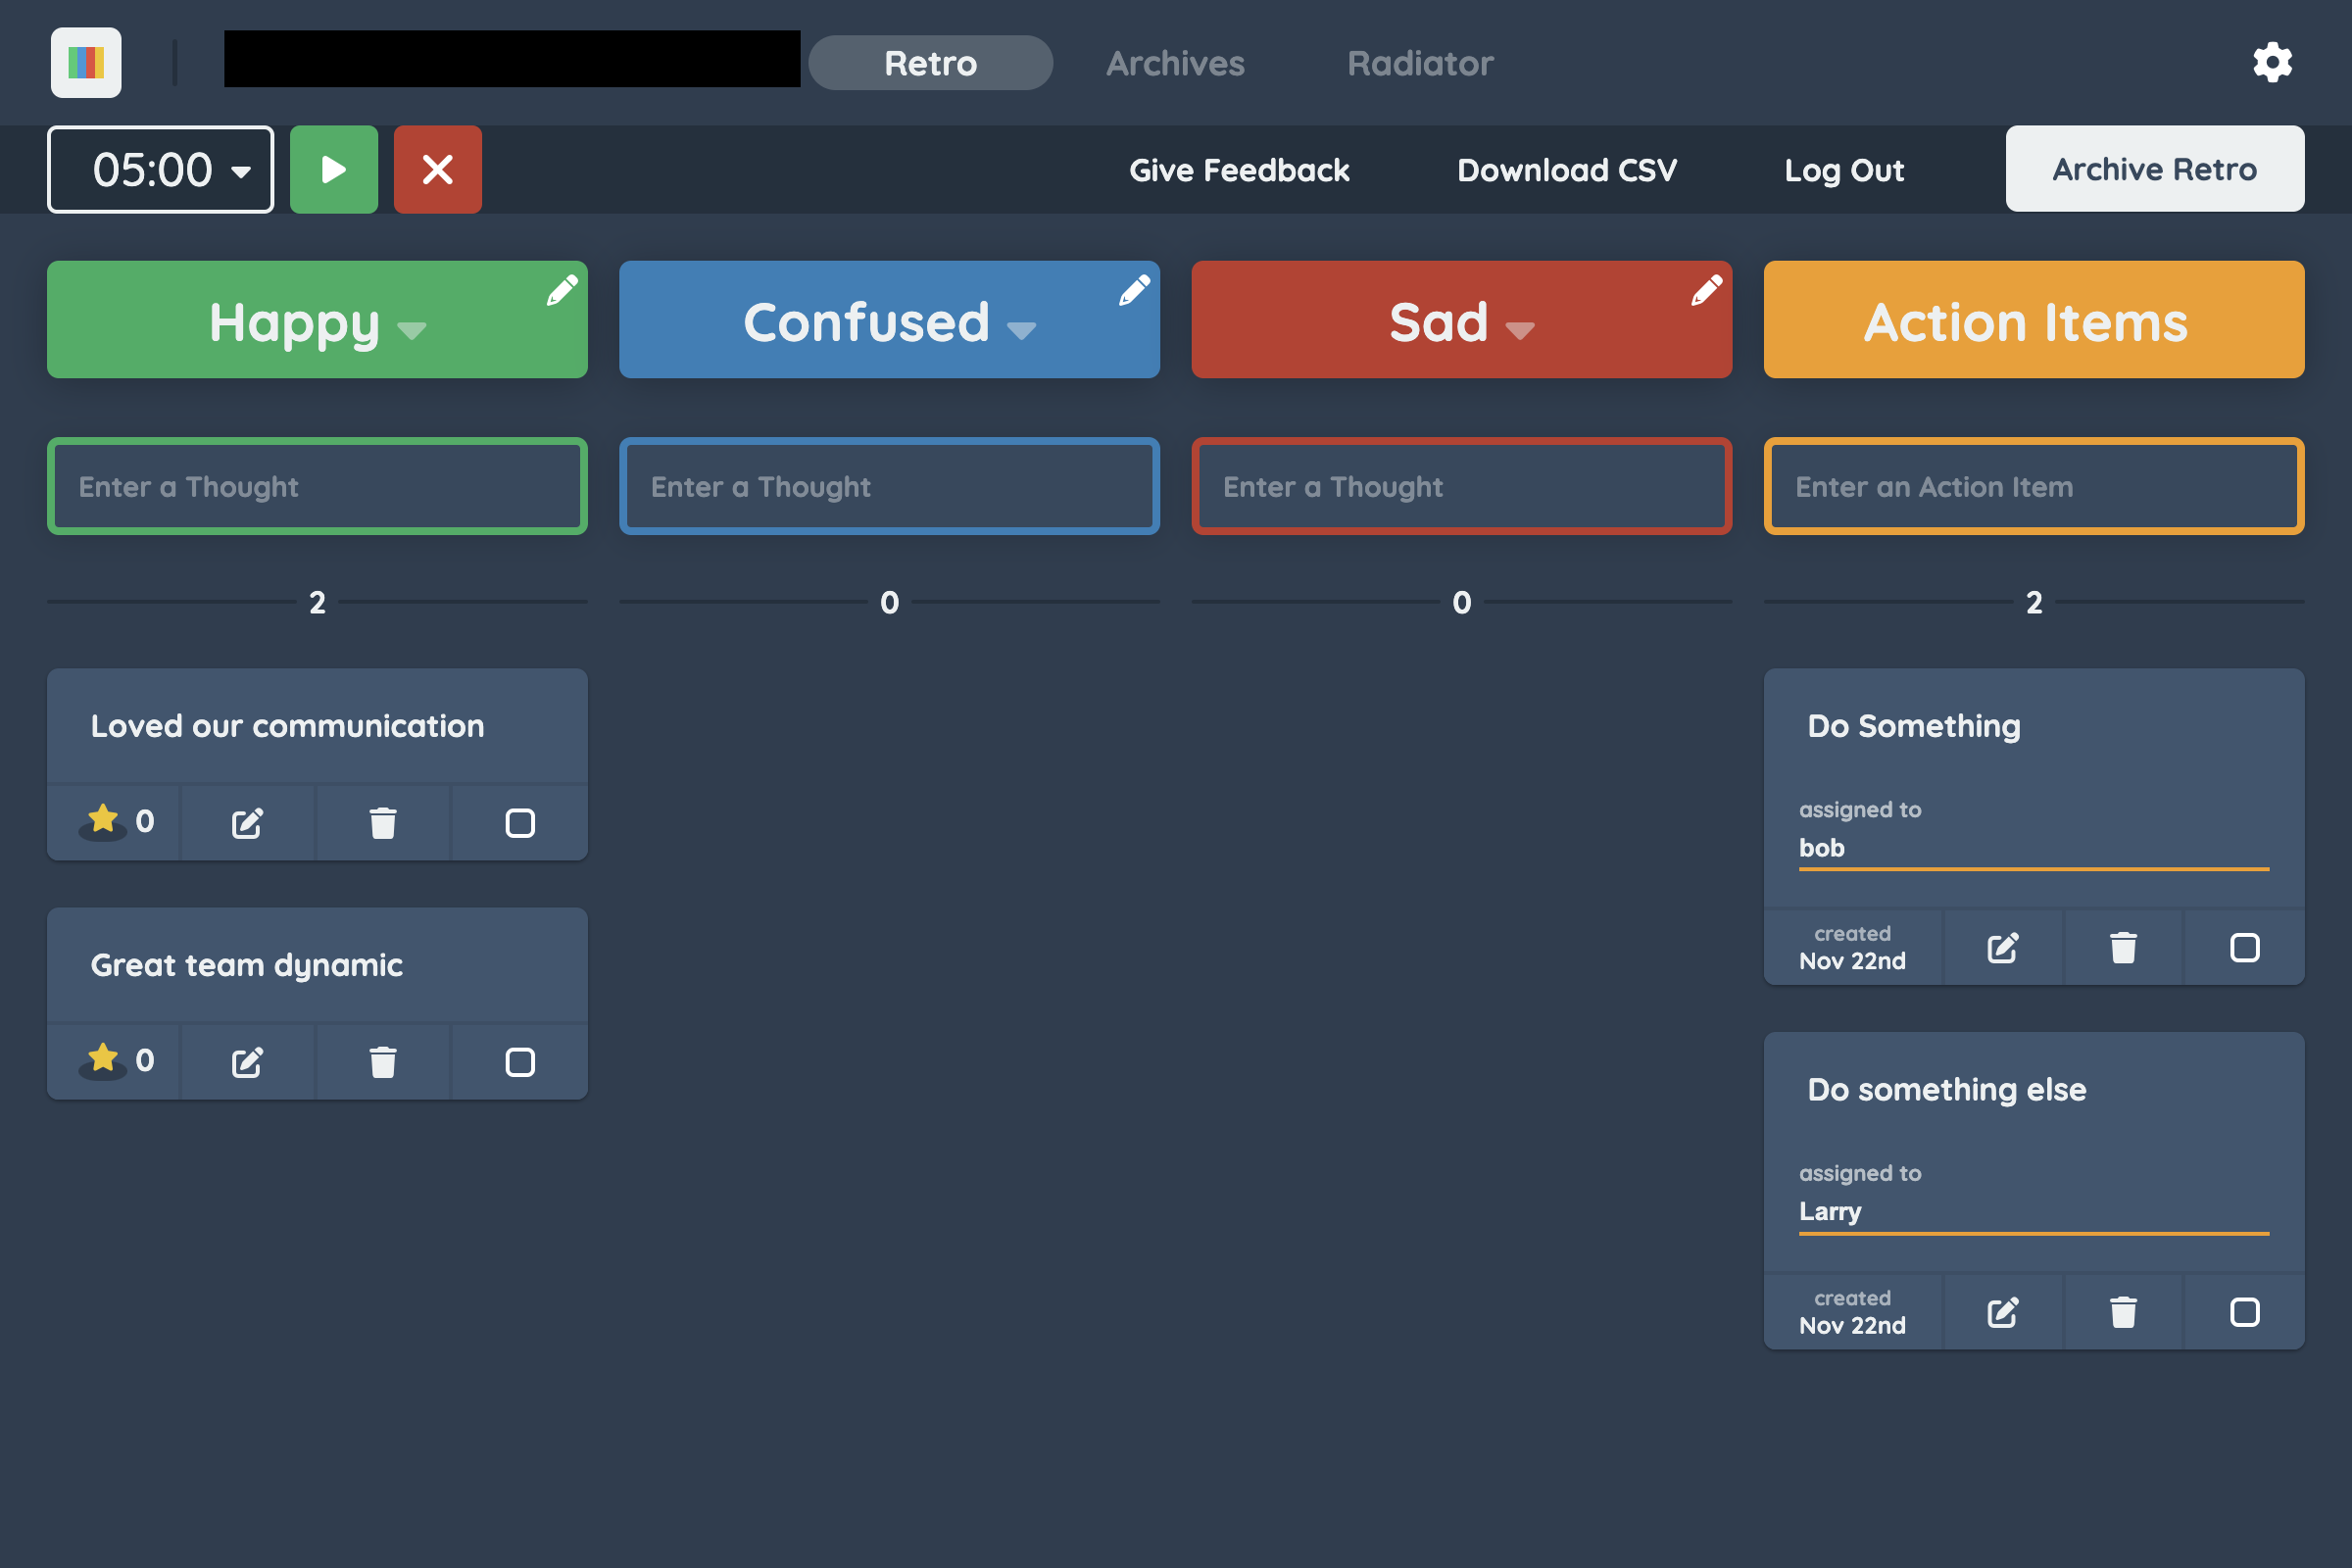 Retro Archives Radiator
05:00 Give Feedback Download CSV Log Out Archive Retro
Happy Confused Sad Action Items
Enter a Thought Enter a Thought Enter a Thought Enter an Action Item
2 0 0 2
Loved our communication
0
Great team dynamic
0
Do Something
assigned to
bob
created
Nov 22nd
Do something else
assigned to
Larry
created
Nov 22nd